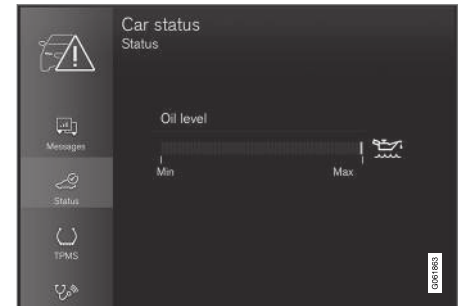 Car status
Status
Oil level
Min Max
Messages
Status
TPMS
G061863